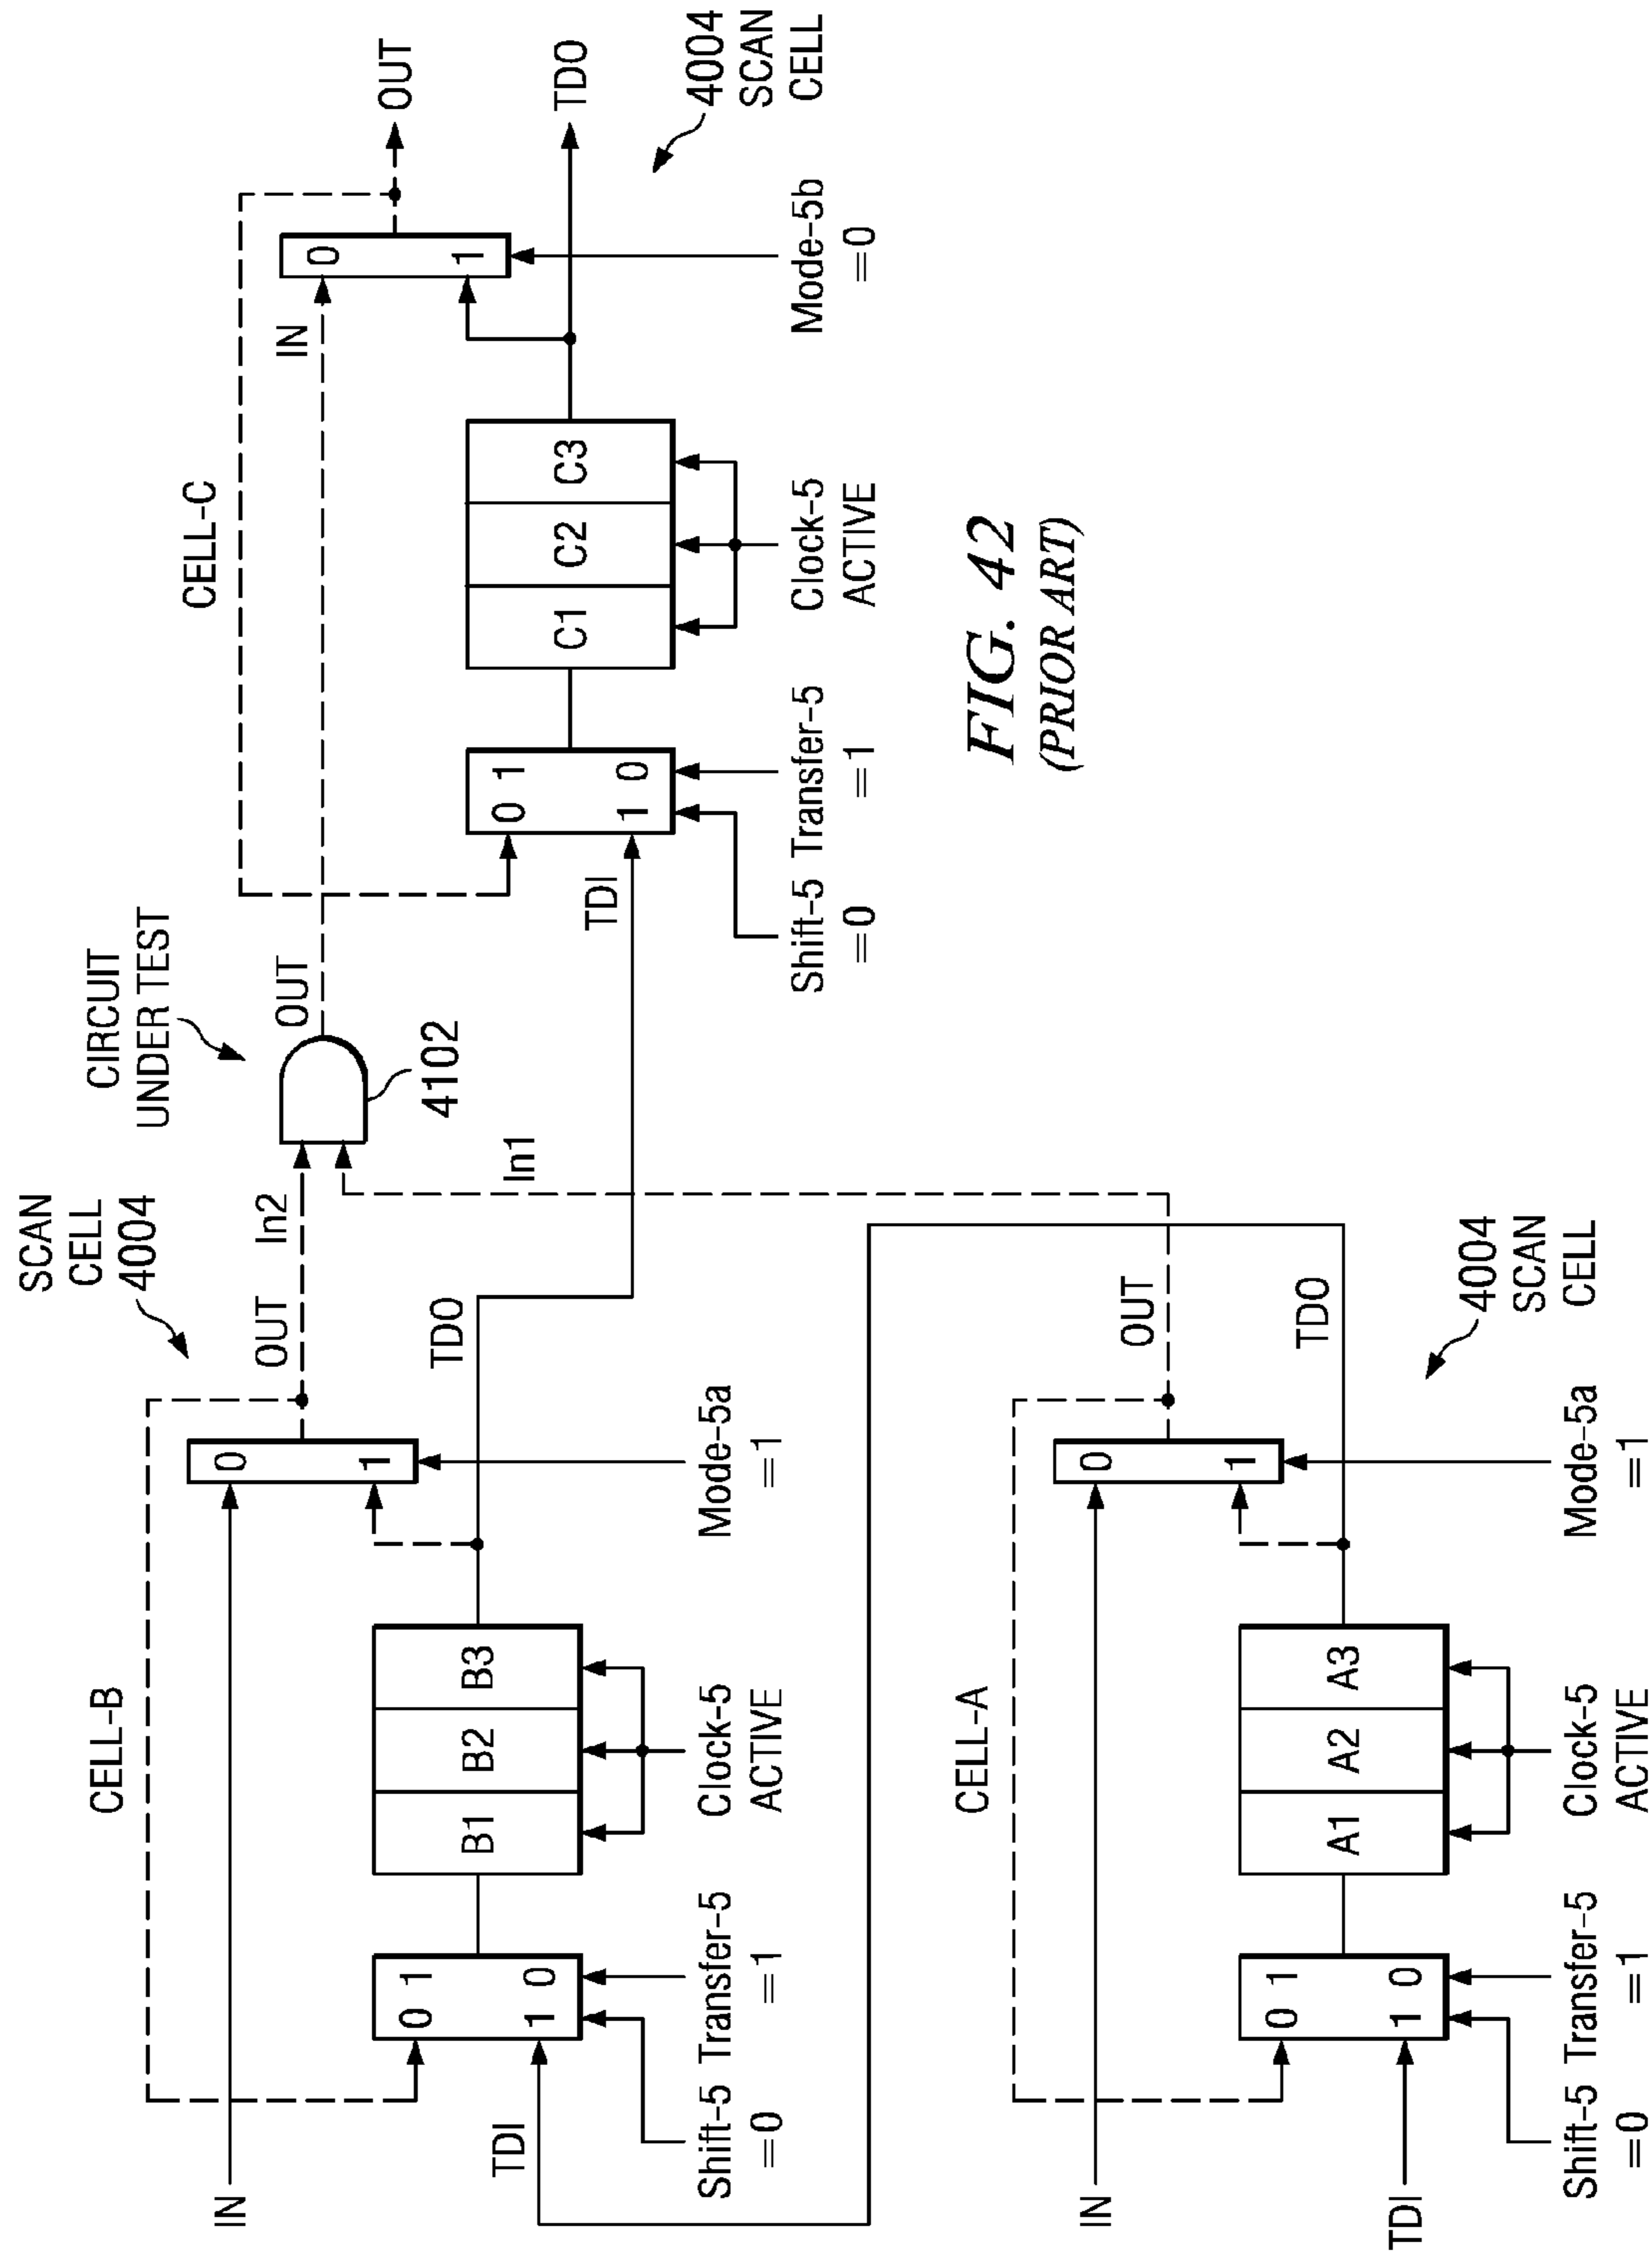 SCAN
CELL
4004
CIRCUIT
UNDER TEST
CELL-B
OUT
In2
OUT
CELL-C
IN
OUT
IN
0
1
0
1
4102
TDO
TDI
0 1
1 0
B1
B2
B3
TDO
In1
TDI
0 1
1 0
C1
C2
C3
TDO
Shift-5
=0
Transfer-5
=1
Clock-5
ACTIVE
Mode-5a
=1
Shift-5
=0
Transfer-5
=1
Clock-5
ACTIVE
Mode-5b
=0
4004
SCAN
CELL
CELL-A
OUT
IN
0
1
TDO
TDI
0 1
1 0
A1
A2
A3
4004
SCAN
CELL
Shift-5
=0
Transfer-5
=1
Clock-5
ACTIVE
Mode-5a
=1
FIG. 42
(PRIOR ART)